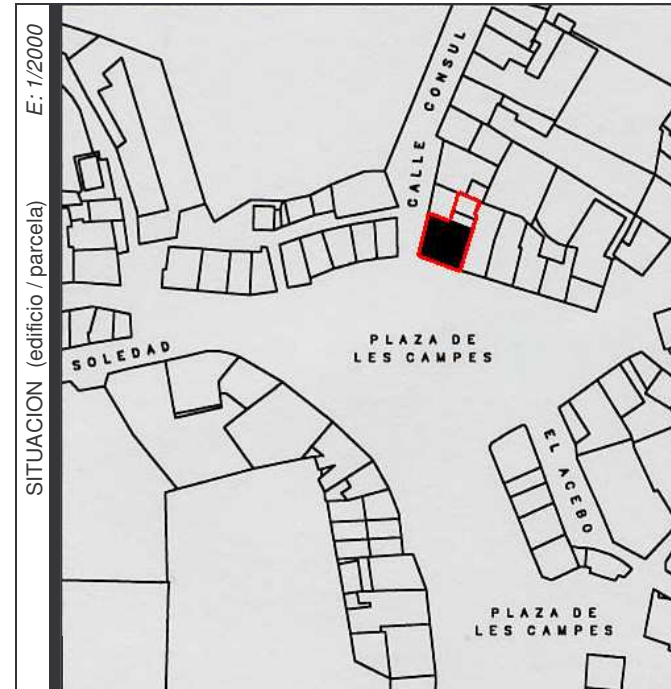 SITUACION (edificio / parcela) E: 1/2000
CALLE CONSUL
PLAZA DE
LES CAMPES
SOLEDAD
EL ACEBO
PLAZA DE
LES CAMPES